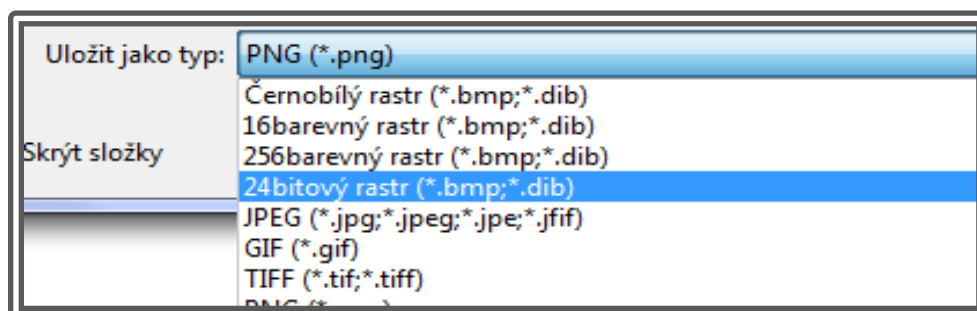 Uložit jako typ: PNG (*.png)
Černobílý rastr (*.bmp;*.dib)
16barevný rastr (*.bmp;*.dib)
Skrýt složky
256barevný rastr (*.bmp;*.dib)
24bitový rastr (*.bmp;*.dib)
JPEG (*.jpg;*.jpeg;*.jpe;*.jfif)
GIF (*.gif)
TIFF (*.tif;*.tiff)